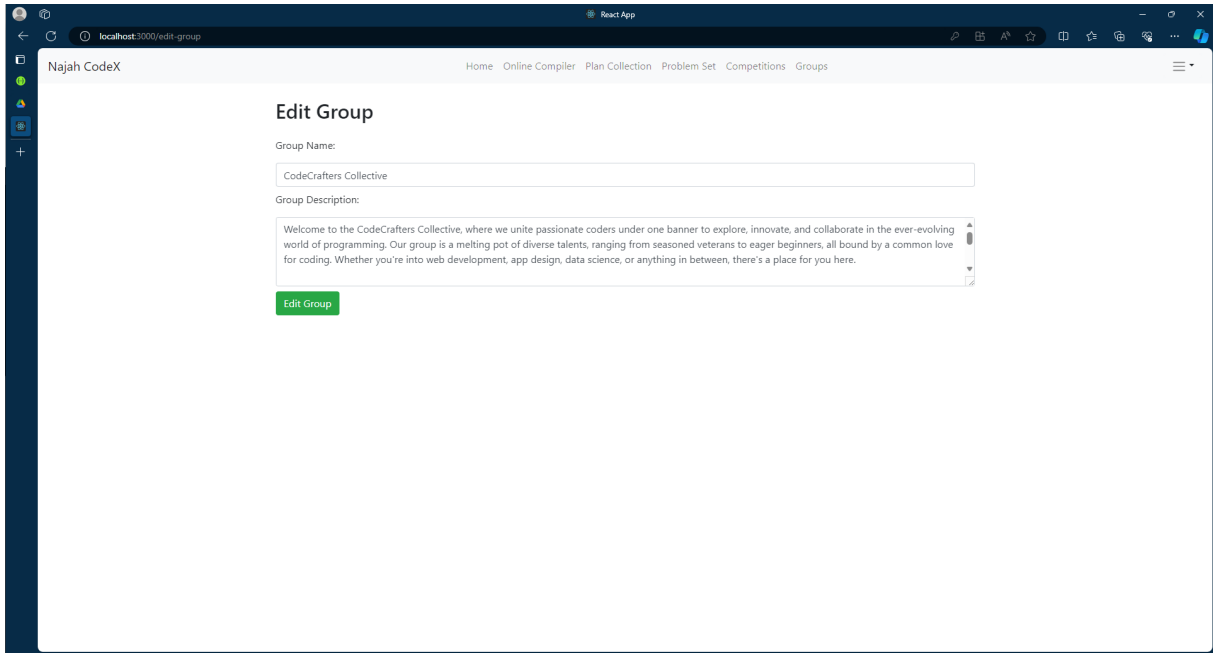 React App
localhost:3000/edit-group
Najah CodeX
Home Online Compiler Plan Collection Problem Set Competitions Groups
Edit Group
Group Name:
CodeCrafters Collective
Group Description:
Welcome to the CodeCrafters Collective, where we unite passionate coders under one banner to explore, innovate, and collaborate in the ever-evolving
world of programming. Our group is a melting pot of diverse talents, ranging from seasoned veterans to eager beginners, all bound by a common love
for coding. Whether you're into web development, app design, data science, or anything in between, there's a place for you here.
Edit Group